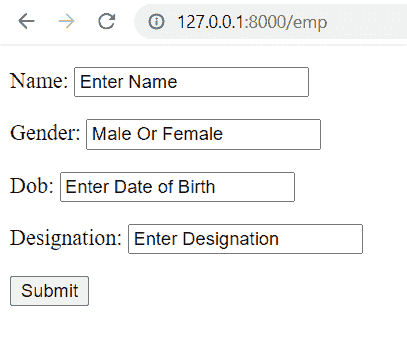 127.0.0.1:8000/emp
Name: Enter Name
Gender: Male Or Female
Dob: Enter Date of Birth
Designation: Enter Designation
Submit